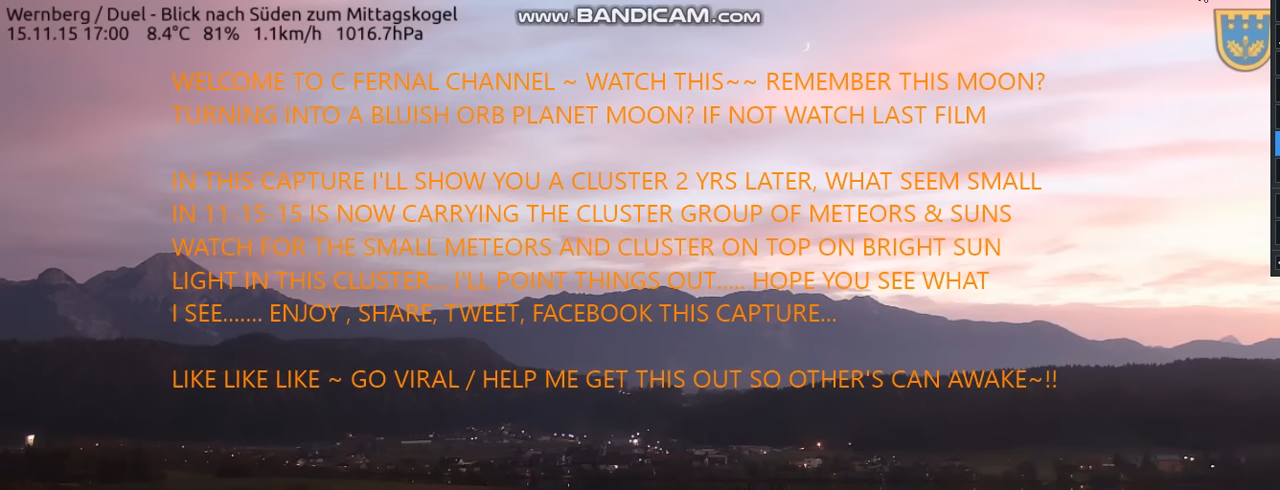 Wernberg / Duel - Blick nach Süden zum Mittagskogel
www.BANDICAM.com
15.11.15 17:00 8.4°C 81% 1.1km/h 1016.7hPa
WELCOME TO C FERNAL CHANNEL ~ WATCH THIS~~ REMEMBER THIS MOON?
TURNING INTO A BLUISH ORB PLANET MOON? IF NOT WATCH LAST FILM
IN THIS CAPTURE I'LL SHOW YOU A CLUSTER 2 YRS LATER, WHAT SEEM SMALL
IN 11-15-15 IS NOW CARRYING THE CLUSTER GROUP OF METEORS & SUNS
WATCH FOR THE SMALL METEORS AND CLUSTER ON TOP ON BRIGHT SUN
LIGHT IN THIS CLUSTER... I'LL POINT THINGS OUT..... HOPE YOU SEE WHAT
I SEE....... ENJOY , SHARE, TWEET, FACEBOOK THIS CAPTURE...
LIKE LIKE LIKE ~ GO VIRAL / HELP ME GET THIS OUT SO OTHER'S CAN AWAKE~!!